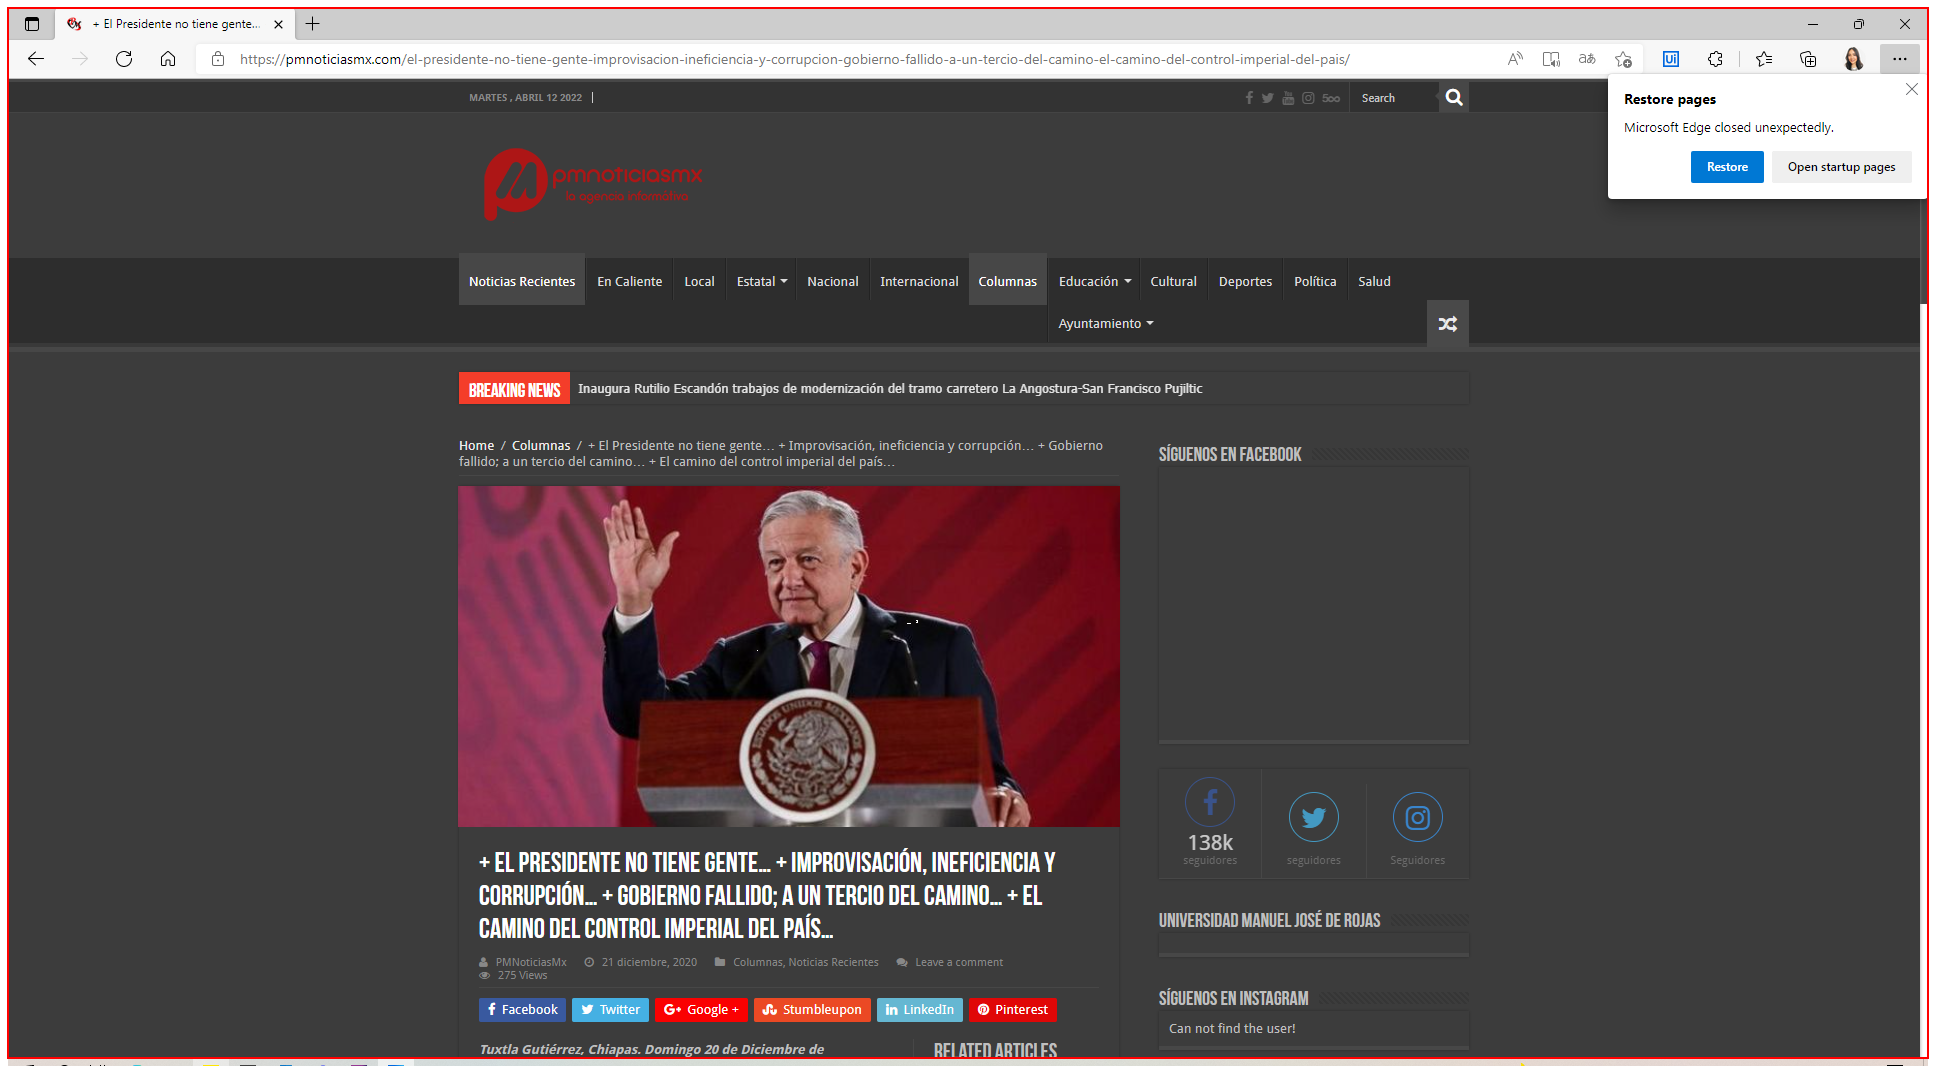 + El Presidente no tiene gente...
https://pmnoticiasmx.com/el-presidente-no-tiene-gente-improvisacion-ineficiencia-y-corrupcion-gobierno-fallido-a-un-tercio-del-camino-el-camino-del-control-imperial-del-pais/
Restore pages
Microsoft Edge closed unexpectedly.
Restore Open startup pages
MARTES , ABRIL 12 2022
Search
pmnoticiasmx
la agencia informativa
Noticias Recientes En Caliente Local Estatal Nacional Internacional Columnas Educación Cultural Deportes Política Salud
Ayuntamiento
BREAKING NEWS Inaugura Rutilio Escandón trabajos de modernización del tramo carretero La Angostura-San Francisco Pujiltic
Home / Columnas / + El Presidente no tiene gente… + Improvisación, ineficiencia y corrupción… + Gobierno
fallido; a un tercio del camino… + El camino del control imperial del país…
ESTADOS UNIDOS MEXICANOS
+ EL PRESIDENTE NO TIENE GENTE… + IMPROVISACIÓN, INEFICIENCIA Y
CORRUPCIÓN… + GOBIERNO FALLIDO; A UN TERCIO DEL CAMINO… + EL
CAMINO DEL CONTROL IMPERIAL DEL PAÍS…
PMNoticiasMx 21 diciembre, 2020 Columnas, Noticias Recientes Leave a comment
275 Views
Facebook Twitter Google + Stumbleupon LinkedIn Pinterest
Tuxtla Gutiérrez, Chiapas. Domingo 20 de Diciembre de
RELATED ARTICLES
SÍGUENOS EN FACEBOOK
138k
seguidores seguidores Seguidores
UNIVERSIDAD MANUEL JOSÉ DE ROJAS
SÍGUENOS EN INSTAGRAM
Can not find the user!